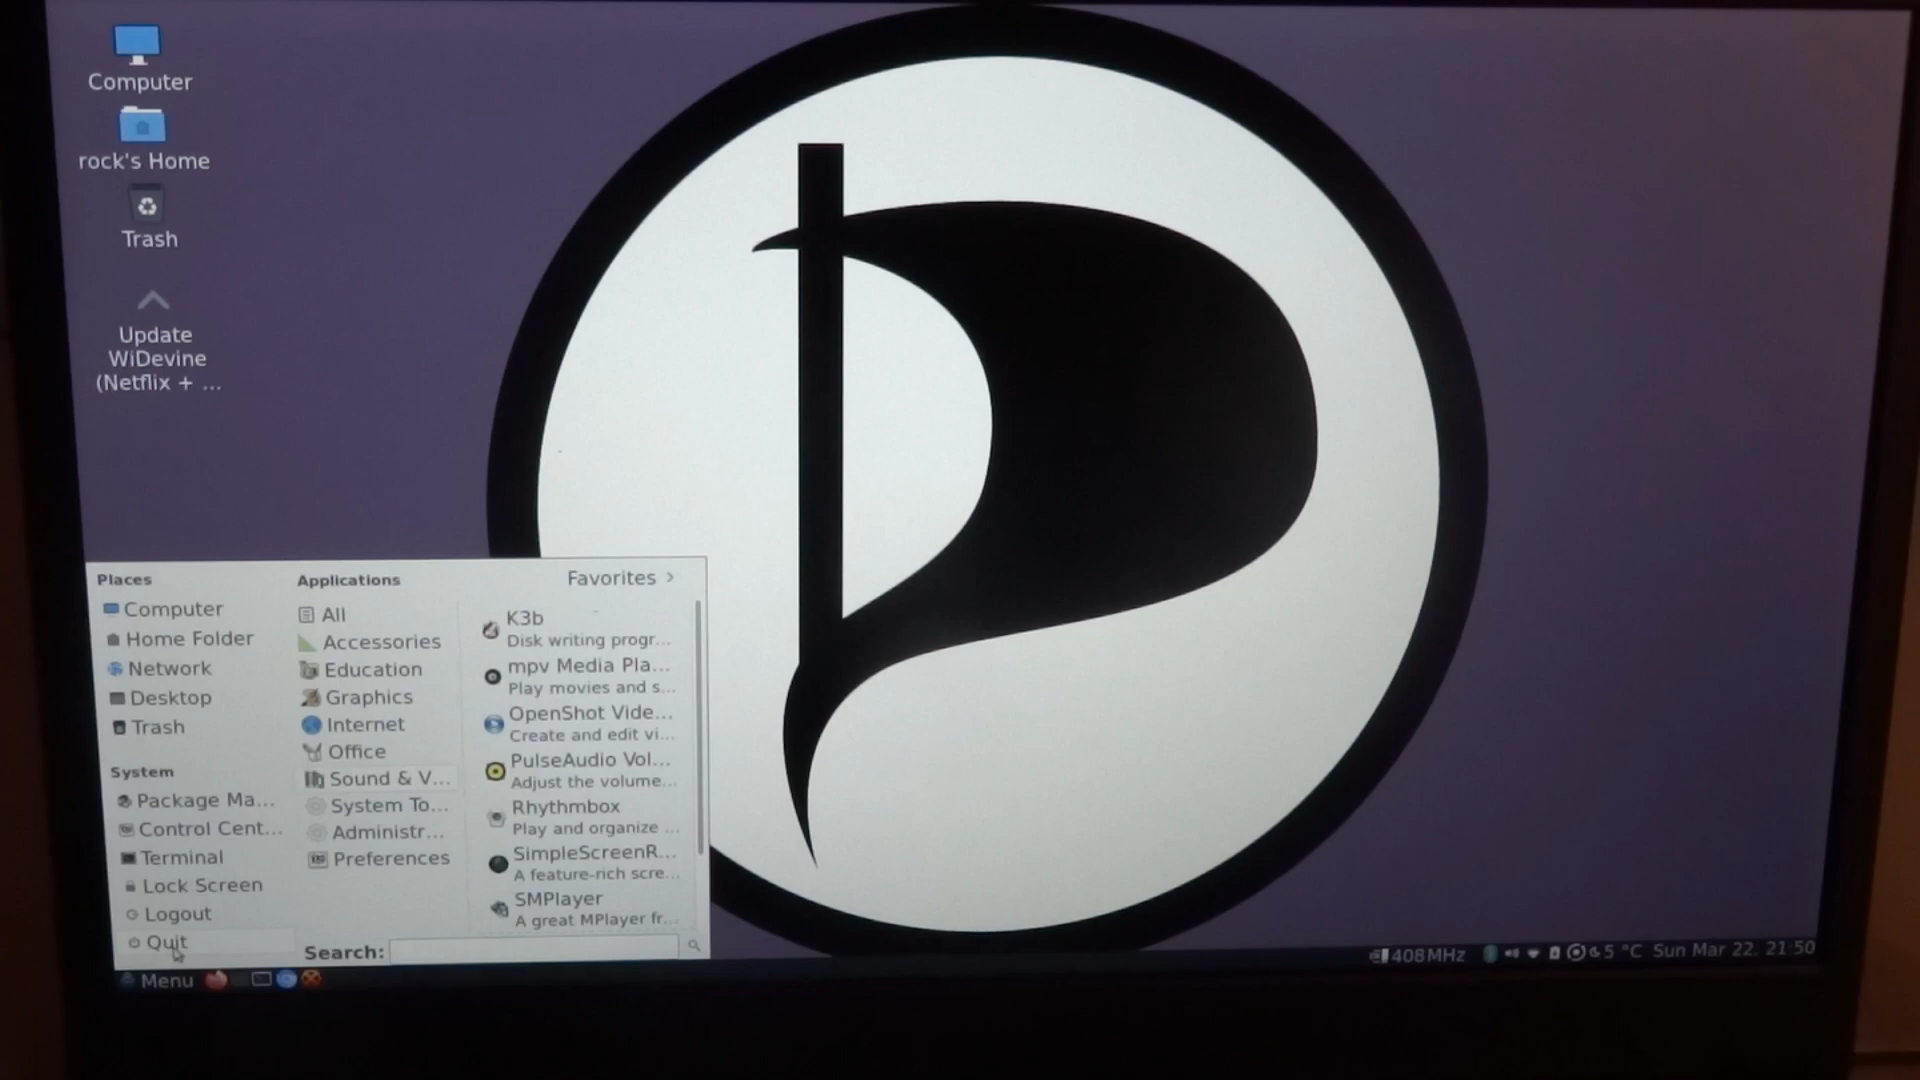 Computer
rock's Home
Trash
Update
WiDevine
(Netflix + ...
Places
Computer
Home Folder
Network
Desktop
Trash
System
Package Ma...
Control Cent...
Terminal
Lock Screen
Logout
Quit
Applications
All
Accessories
Education
Graphics
Internet
Office
Sound & V...
System To...
Administr...
Preferences
Favorites >
K3b
Disk writing progr...
mpv Media Pla...
Play movies and s...
OpenShot Vide...
Create and edit vi...
PulseAudio Vol...
Adjust the volume...
Rhythmbox
Play and organize ...
SimpleScreenR...
A feature-rich scre...
SMPlayer
A great MPlayer fr...
Search:
Menu
408MHz
5 °C
Sun Mar 22, 21:50